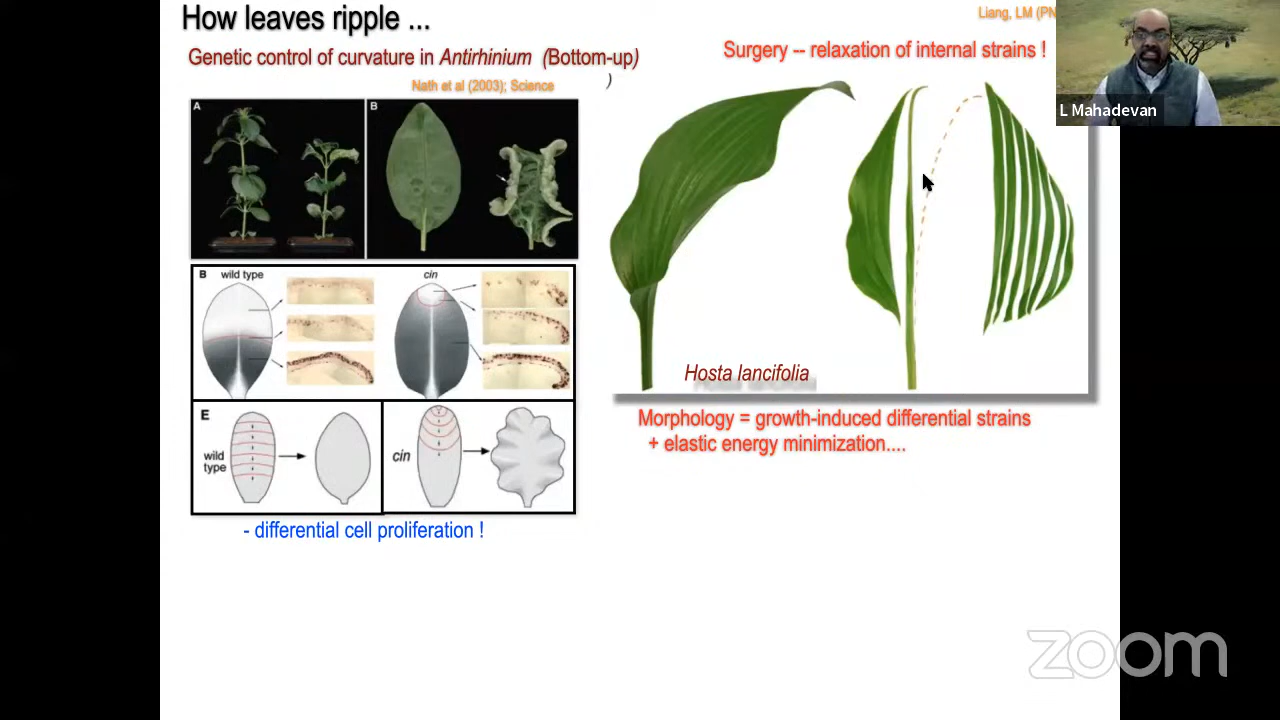 How leaves ripple ...
Genetic control of curvature in Antirhinium (Bottom-up)
Nath et al (2003); Science
)
A
B
B wild type
cin
E
wild
type
cin
- differential cell proliferation !
Liang, LM (PN
Surgery -- relaxation of internal strains !
Hosta lancifolia
Morphology = growth-induced differential strains
+ elastic energy minimization....
L Mahadevan
zoom